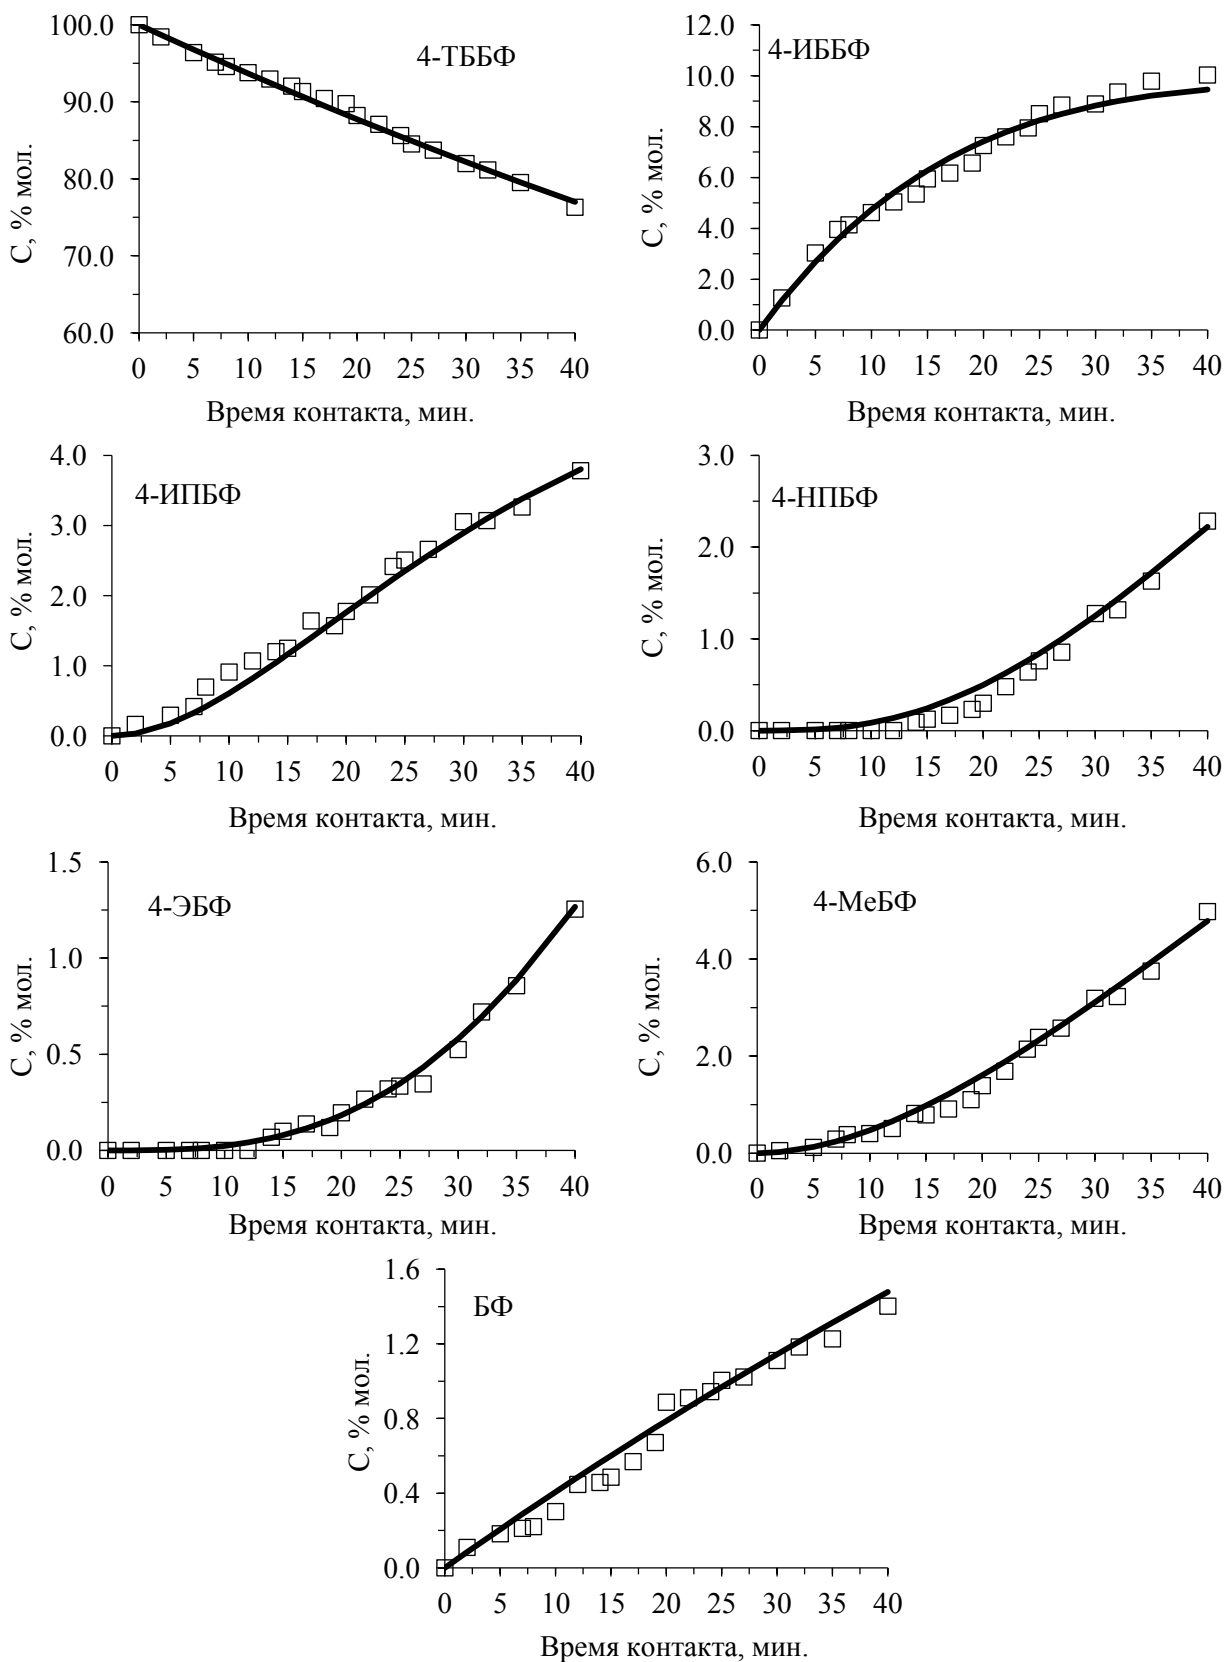 4-ТББФ
С, % мол.
100.0
90.0
80.0
70.0
60.0
0 5 10 15 20 25 30 35 40
Время контакта, мин.
4-ИББФ
С, % мол.
12.0
10.0
8.0
6.0
4.0
2.0
0.0
0 5 10 15 20 25 30 35 40
Время контакта, мин.
4-ИПБФ
С, % мол.
4.0
3.0
2.0
1.0
0.0
0 5 10 15 20 25 30 35 40
Время контакта, мин.
4-НПБФ
С, % мол.
3.0
2.0
1.0
0.0
0 5 10 15 20 25 30 35 40
Время контакта, мин.
4-ЭБФ
С, % мол.
1.5
1.0
0.5
0.0
0 5 10 15 20 25 30 35 40
Время контакта, мин.
4-МеБФ
С, % мол.
6.0
4.0
2.0
0.0
0 5 10 15 20 25 30 35 40
Время контакта, мин.
БФ
С, % мол.
1.6
1.2
0.8
0.4
0.0
0 5 10 15 20 25 30 35 40
Время контакта, мин.